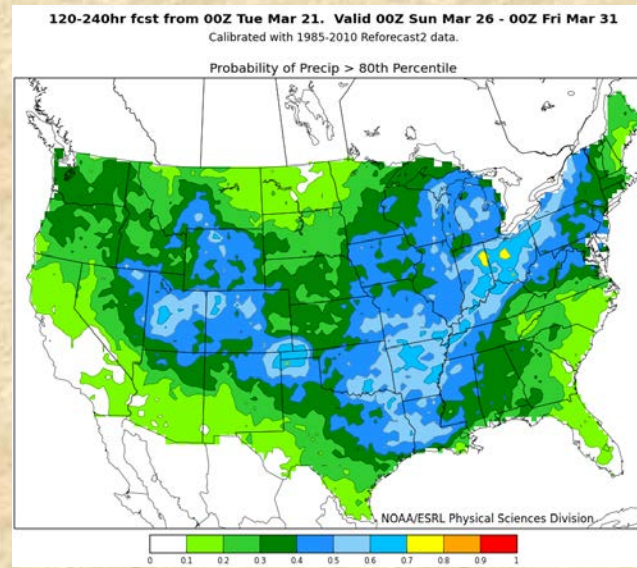 120-240hr fcst from 00Z Tue Mar 21. Valid 00Z Sun Mar 26 - 00Z Fri Mar 31
Calibrated with 1985-2010 Reforecast2 data.
Probability of Precip > 80th Percentile
NOAA/ESRL Physical Sciences Division
0 0.1 0.2 0.3 0.4 0.5 0.6 0.7 0.8 0.9 1